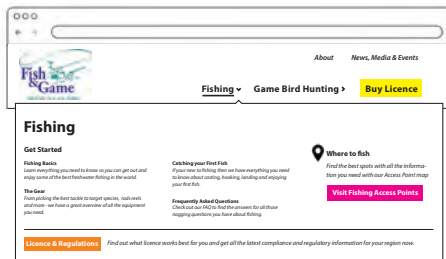 Fish
&Game
About
News, Media & Events
Fishing
Game Bird Hunting
Buy Licence
Fishing
Get Started
Fishing Basics
Learn everything you need to know so you can get out and
enjoy some of the best freshwater fishing in the world.
The Gear
From picking the best tackle to target species, rods reels
and more - we have a great overview of all the equipment
you need.
Catching your First Fish
If your new to fishing then we have everything you need
to know about casting, hooking, landing and enjoying
your first fish.
Frequently Asked Questions
Check out our FAQ to find the answers for all those
nagging questions you have about fishing.
Where to fish
Find the best spots with all the informa-
tion you need with our Access Point map
Visit Fishing Access Points
Licence & Regulations
Find out what licence works best for you and get all the latest compliance and regulatory information for your region now.